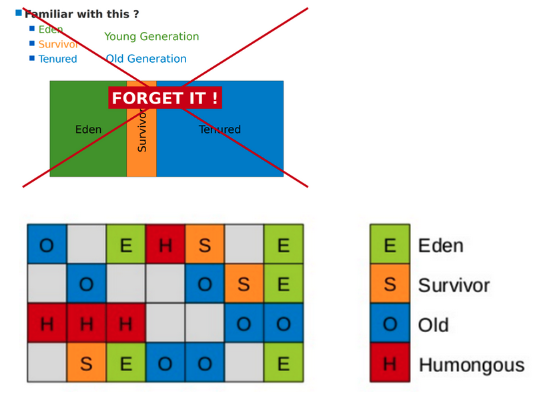 Familiar with this ?
Eden
Young Generation
Survivor
Tenured
Old Generation
FORGET IT !
Eden
Survivor
Tenured
O E H S E
O O S E
H H H O O
S E O O E
E Eden
S Survivor
O Old
H Humongous